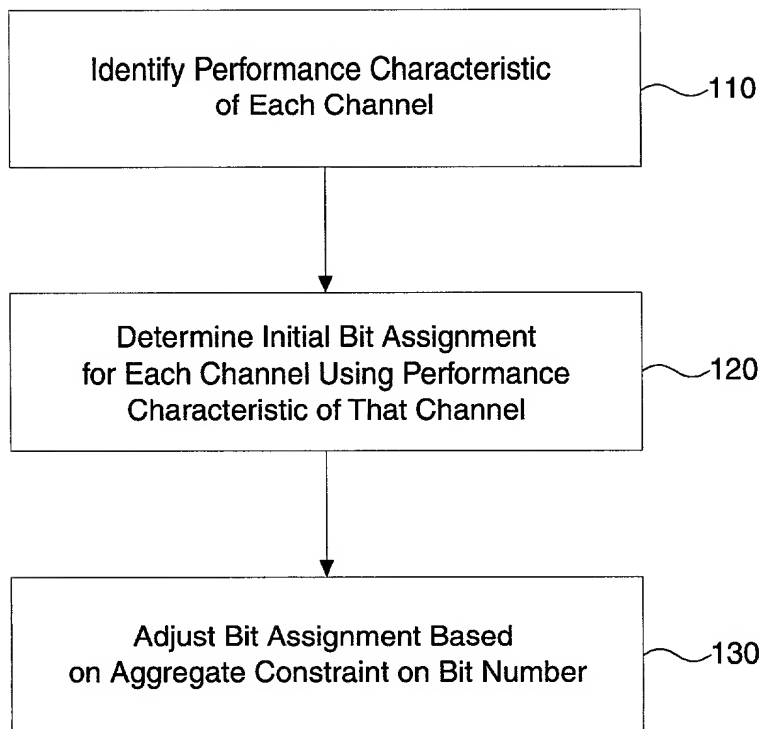 Identify Performance Characteristic
of Each Channel
110
Determine Initial Bit Assignment
for Each Channel Using Performance
Characteristic of That Channel
120
Adjust Bit Assignment Based
on Aggregate Constraint on Bit Number
130